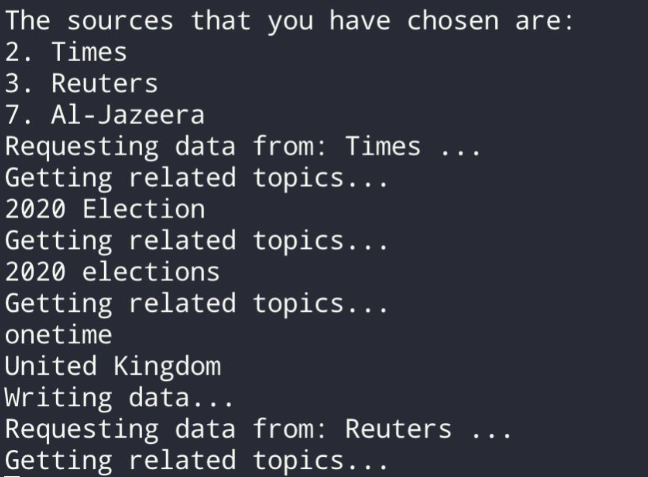 The sources that you have chosen are:
2. Times
3. Reuters
7. Al-Jazeera
Requesting data from: Times ...
Getting related topics...
2020 Election
Getting related topics...
2020 elections
Getting related topics...
onetime
United Kingdom
Writing data...
Requesting data from: Reuters ...
Getting related topics...